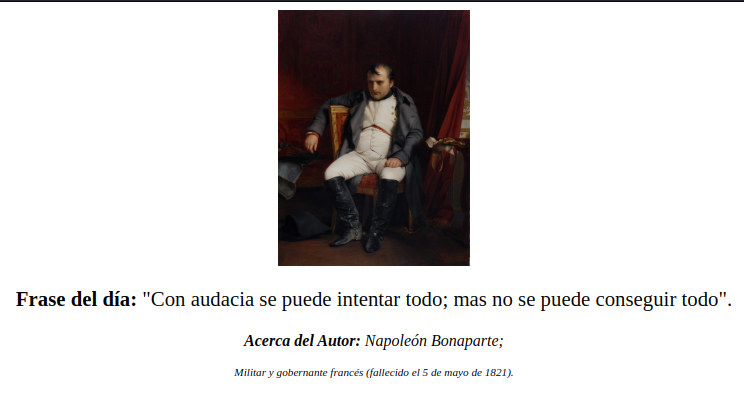 Frase del día: "Con audacia se puede intentar todo; mas no se puede conseguir todo".
Acerca del Autor: Napoleón Bonaparte;
Militar y gobernante francés (fallecido el 5 de mayo de 1821).